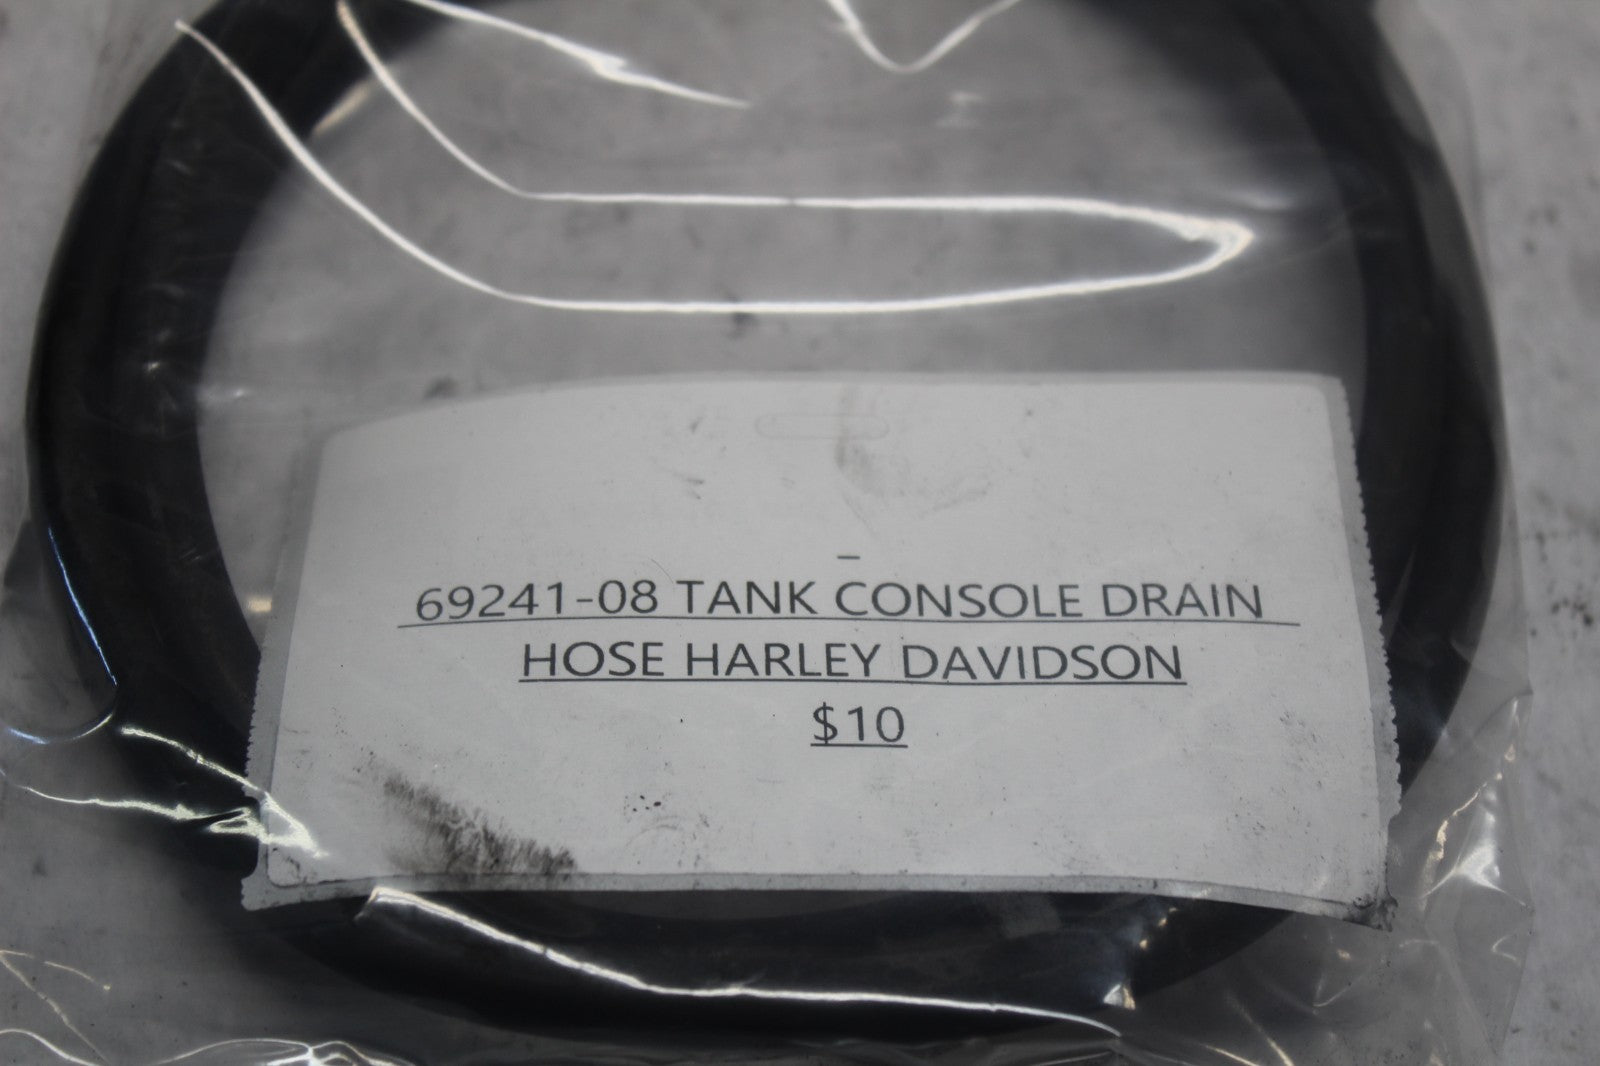 -
69241-08 TANK CONSOLE DRAIN
HOSE HARLEY DAVIDSON
$10